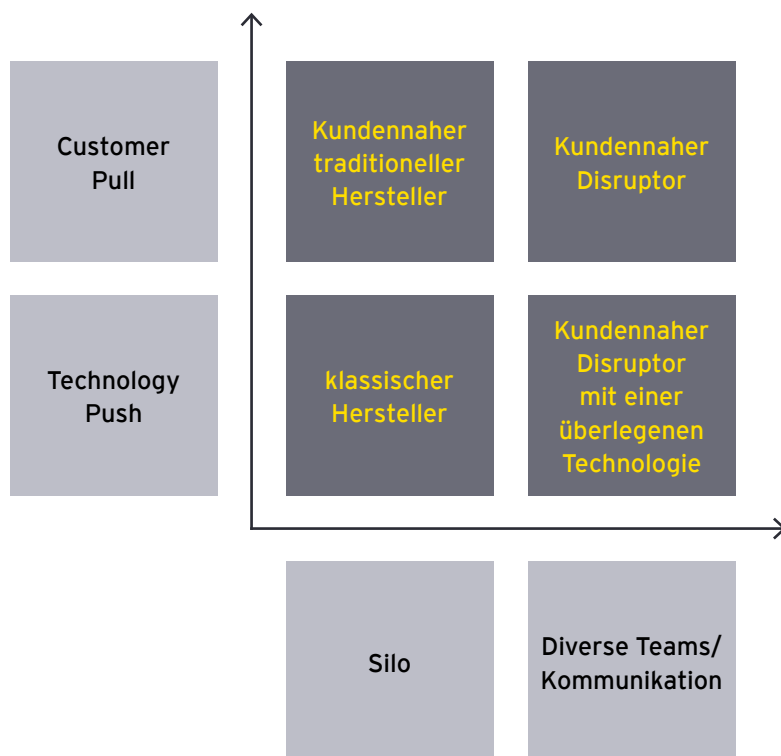 Customer
Pull
Kundennaher
traditioneller
Hersteller
Kundennaher
Disruptor
Technology
Push
klassischer
Hersteller
Kundennaher
Disruptor
mit einer
überlegenen
Technologie
Silo
Diverse Teams/
Kommunikation